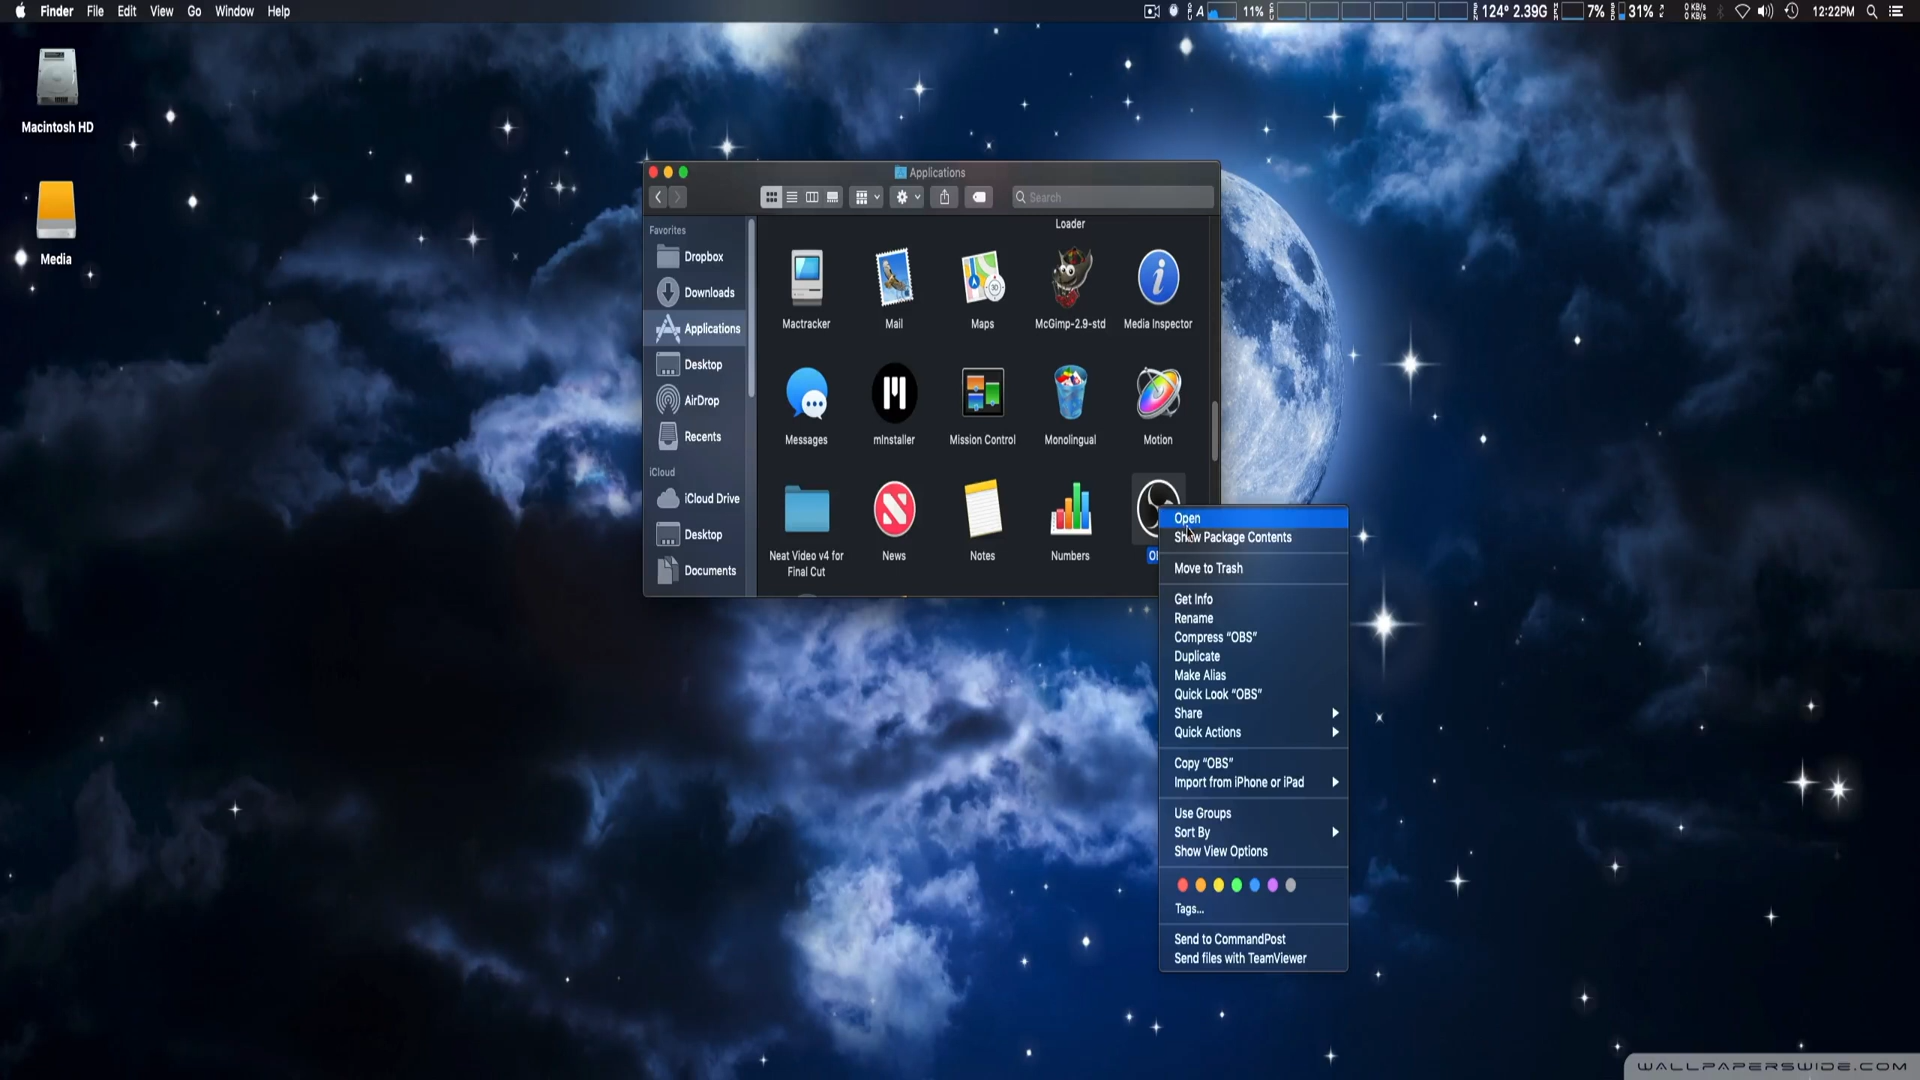 Finder File Edit View Go Window Help
11% 124° 2.39G 7% 31% 0 KB/s 0 KB/s 12:22PM
Macintosh HD
Media
Applications
Search
Favorites
Dropbox
Downloads
Applications
Desktop
AirDrop
Recents
iCloud
iCloud Drive
Desktop
Documents
Loader
Mactracker
Mail
Maps
McGimp-2.9-std
Media Inspector
Messages
mInstaller
Mission Control
Monolingual
Motion
Neat Video v4 for
Final Cut
News
Notes
Numbers
Open
Show Package Contents
Move to Trash
Get Info
Rename
Compress “OBS”
Duplicate
Make Alias
Quick Look “OBS”
Share
Quick Actions
Copy “OBS”
Import from iPhone or iPad
Use Groups
Sort By
Show View Options
Tags...
Send to CommandPost
Send files with TeamViewer
WALLPAPERSWIDE.COM